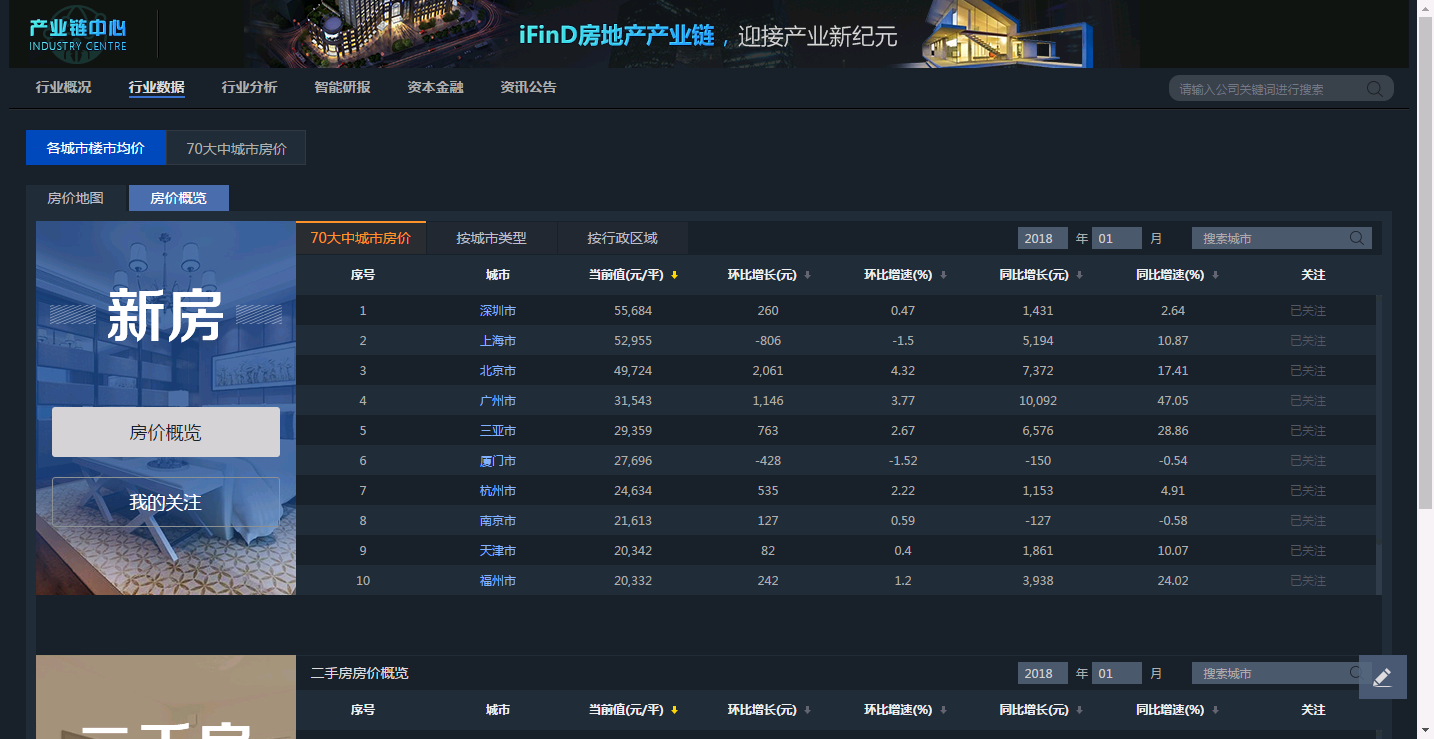 产业链中心
INDUSTRY CENTRE
iFinD房地产产业链，迎接产业新纪元
行业概况 行业数据 行业分析 智能研报 资本金融 资讯公告 请输入公司关键词进行搜索
各城市楼市均价 70大中城市房价
房价地图 房价概览
新房
房价概览
我的关注
70大中城市房价 按城市类型 按行政区域 2018 年 01 月 搜索城市
序号 城市 当前值(元/平) 环比增长(元) 环比增速(%) 同比增长(元) 同比增速(%) 关注
1 深圳市 55,684 260 0.47 1,431 2.64 已关注
2 上海市 52,955 -806 -1.5 5,194 10.87 已关注
3 北京市 49,724 2,061 4.32 7,372 17.41 已关注
4 广州市 31,543 1,146 3.77 10,092 47.05 已关注
5 三亚市 29,359 763 2.67 6,576 28.86 已关注
6 厦门市 27,696 -428 -1.52 -150 -0.54 已关注
7 杭州市 24,634 535 2.22 1,153 4.91 已关注
8 南京市 21,613 127 0.59 -127 -0.58 已关注
9 天津市 20,342 82 0.4 1,861 10.07 已关注
10 福州市 20,332 242 1.2 3,938 24.02 已关注
二手房
二手房房价概览 2018 年 01 月 搜索城市
序号 城市 当前值(元/平) 环比增长(元) 环比增速(%) 同比增长(元) 同比增速(%) 关注